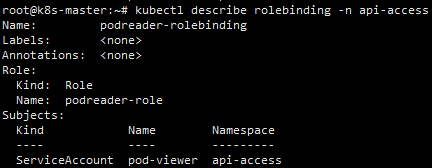 root@k8s-master:~# kubectl describe rolebinding -n api-access
Name:         podreader-rolebinding
Labels:       <none>
Annotations:  <none>
Role:
  Kind:  Role
  Name:  podreader-role
Subjects:
  Kind            Name        Namespace
  ----            ----        ---------
  ServiceAccount  pod-viewer  api-access